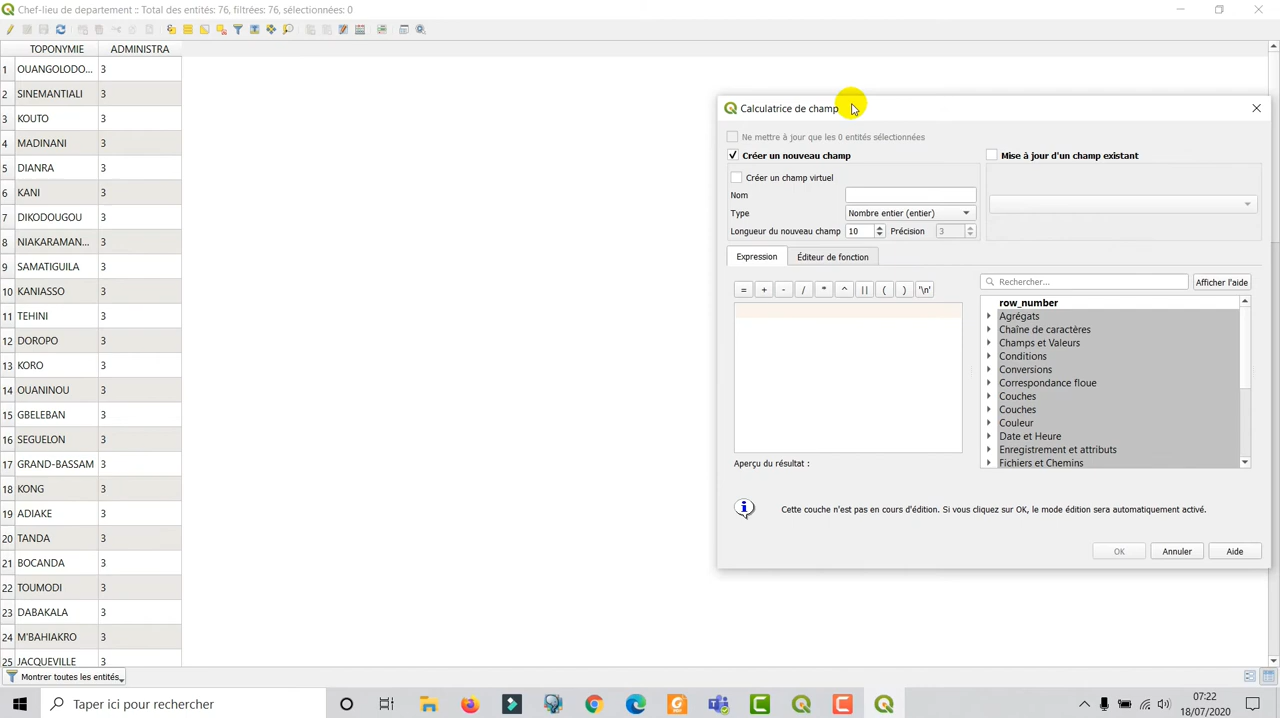 Chef-lieu de departement :: Total des entités: 76, filtrées: 76, sélectionnées: 0
TOPONYMIE ADMINISTRA
1 OUANGOLODO... 3
2 SINEMANTIALI 3
3 KOUTO 3
4 MADINANI 3
5 DIANRA 3
6 KANI 3
7 DIKODOUGOU 3
8 NIAKARAMAN... 3
9 SAMATIGUILA 3
10 KANIASSO 3
11 TEHINI 3
12 DOROPO 3
13 KORO 3
14 OUANINOU 3
15 GBELEBAN 3
16 SEGUELON 3
17 GRAND-BASSAM 3
18 KONG 3
19 ADIAKE 3
20 TANDA 3
21 BOCANDA 3
22 TOUMODI 3
23 DABAKALA 3
24 M'BAHIAKRO 3
25 JACQUEVILLE 3
Montrer toutes les entités
Calculatrice de champ
Ne mettre à jour que les 0 entités sélectionnées
Créer un nouveau champ
Mise à jour d'un champ existant
Créer un champ virtuel
Nom
Type Nombre entier (entier)
Longueur du nouveau champ 10 Précision 3
Expression Éditeur de fonction
= + - / * ^ || ( ) '\n'
Rechercher... Afficher l'aide
row_number
Agrégats
Chaîne de caractères
Champs et Valeurs
Conditions
Conversions
Correspondance floue
Couches
Couches
Couleur
Date et Heure
Enregistrement et attributs
Fichiers et Chemins
Aperçu du résultat :
Cette couche n'est pas en cours d'édition. Si vous cliquez sur OK, le mode édition sera automatiquement activé.
OK Annuler Aide
Taper ici pour rechercher
07:22
18/07/2020